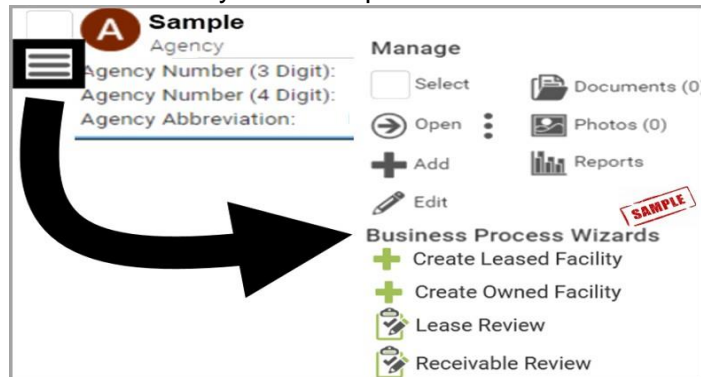 A
Sample
Agency
Agency Number (3 Digit):
Agency Number (4 Digit):
Agency Abbreviation:
Manage
Select
Documents (0)
Open
Photos (0)
Add
Reports
Edit
SAMPLE
Business Process Wizards
Create Leased Facility
Create Owned Facility
Lease Review
Receivable Review